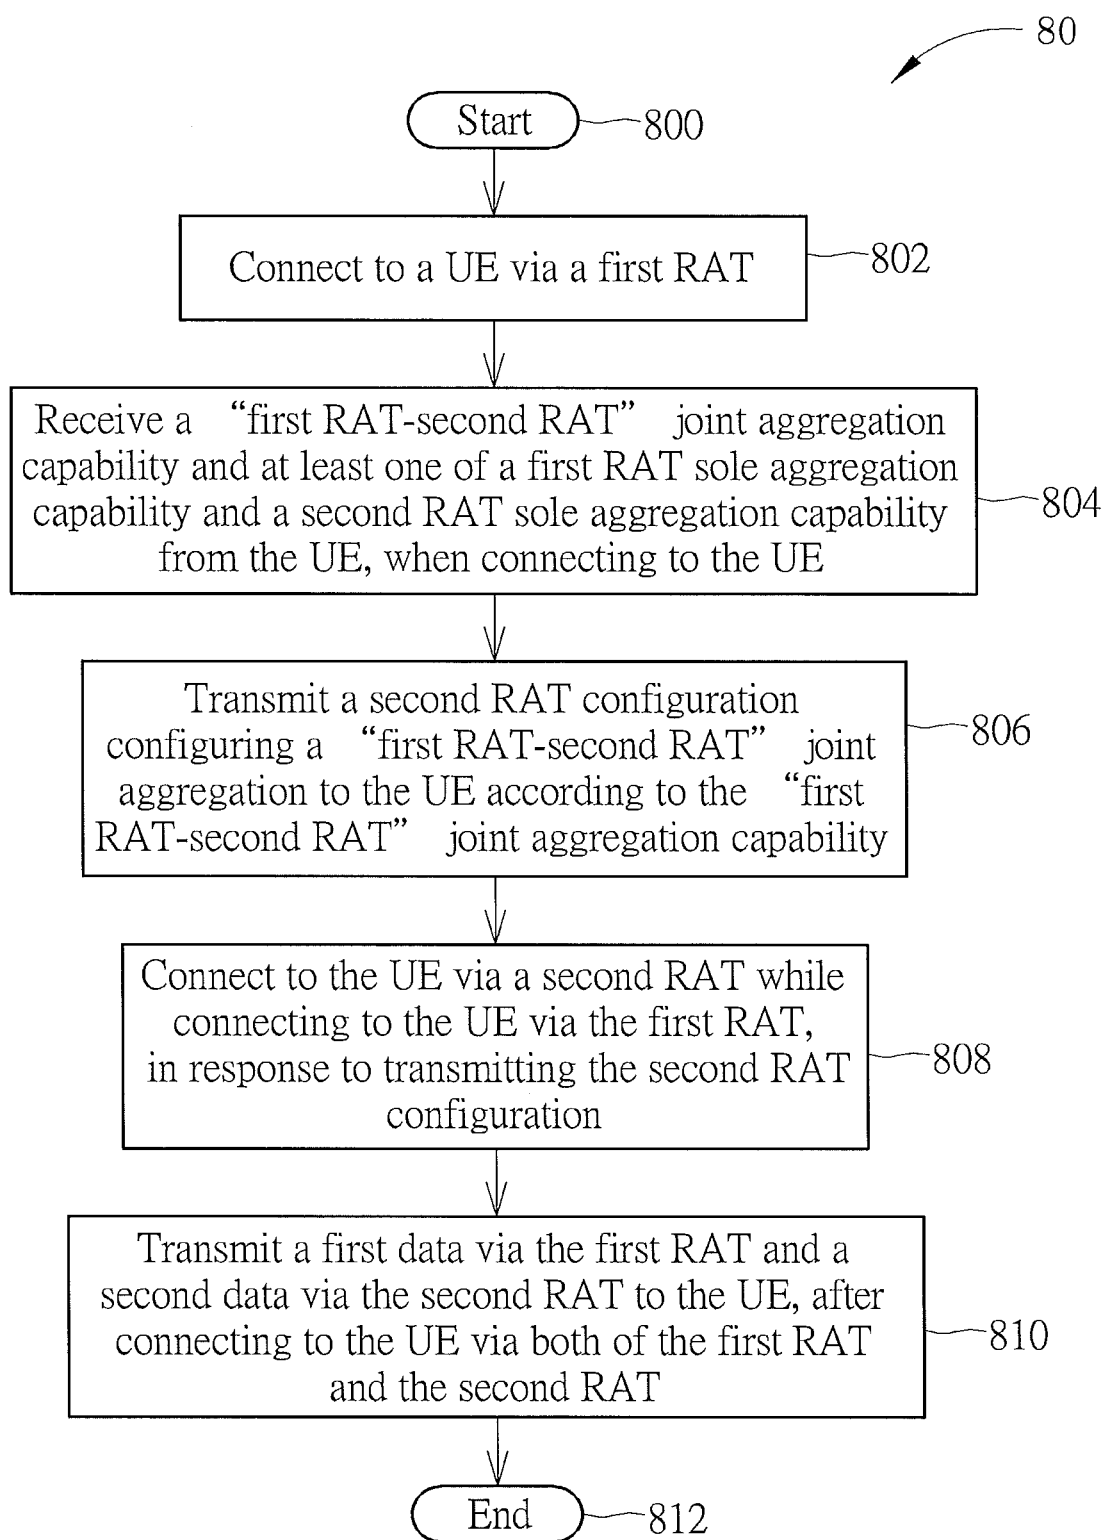 80
Start
800
Connect to a UE via a first RAT
802
Receive a “first RAT-second RAT” joint aggregation
capability and at least one of a first RAT sole aggregation
capability and a second RAT sole aggregation capability
from the UE, when connecting to the UE
804
Transmit a second RAT configuration
configuring a “first RAT-second RAT” joint
aggregation to the UE according to the “first
RAT-second RAT” joint aggregation capability
806
Connect to the UE via a second RAT while
connecting to the UE via the first RAT,
in response to transmitting the second RAT
configuration
808
Transmit a first data via the first RAT and a
second data via the second RAT to the UE, after
connecting to the UE via both of the first RAT
and the second RAT
810
End
812